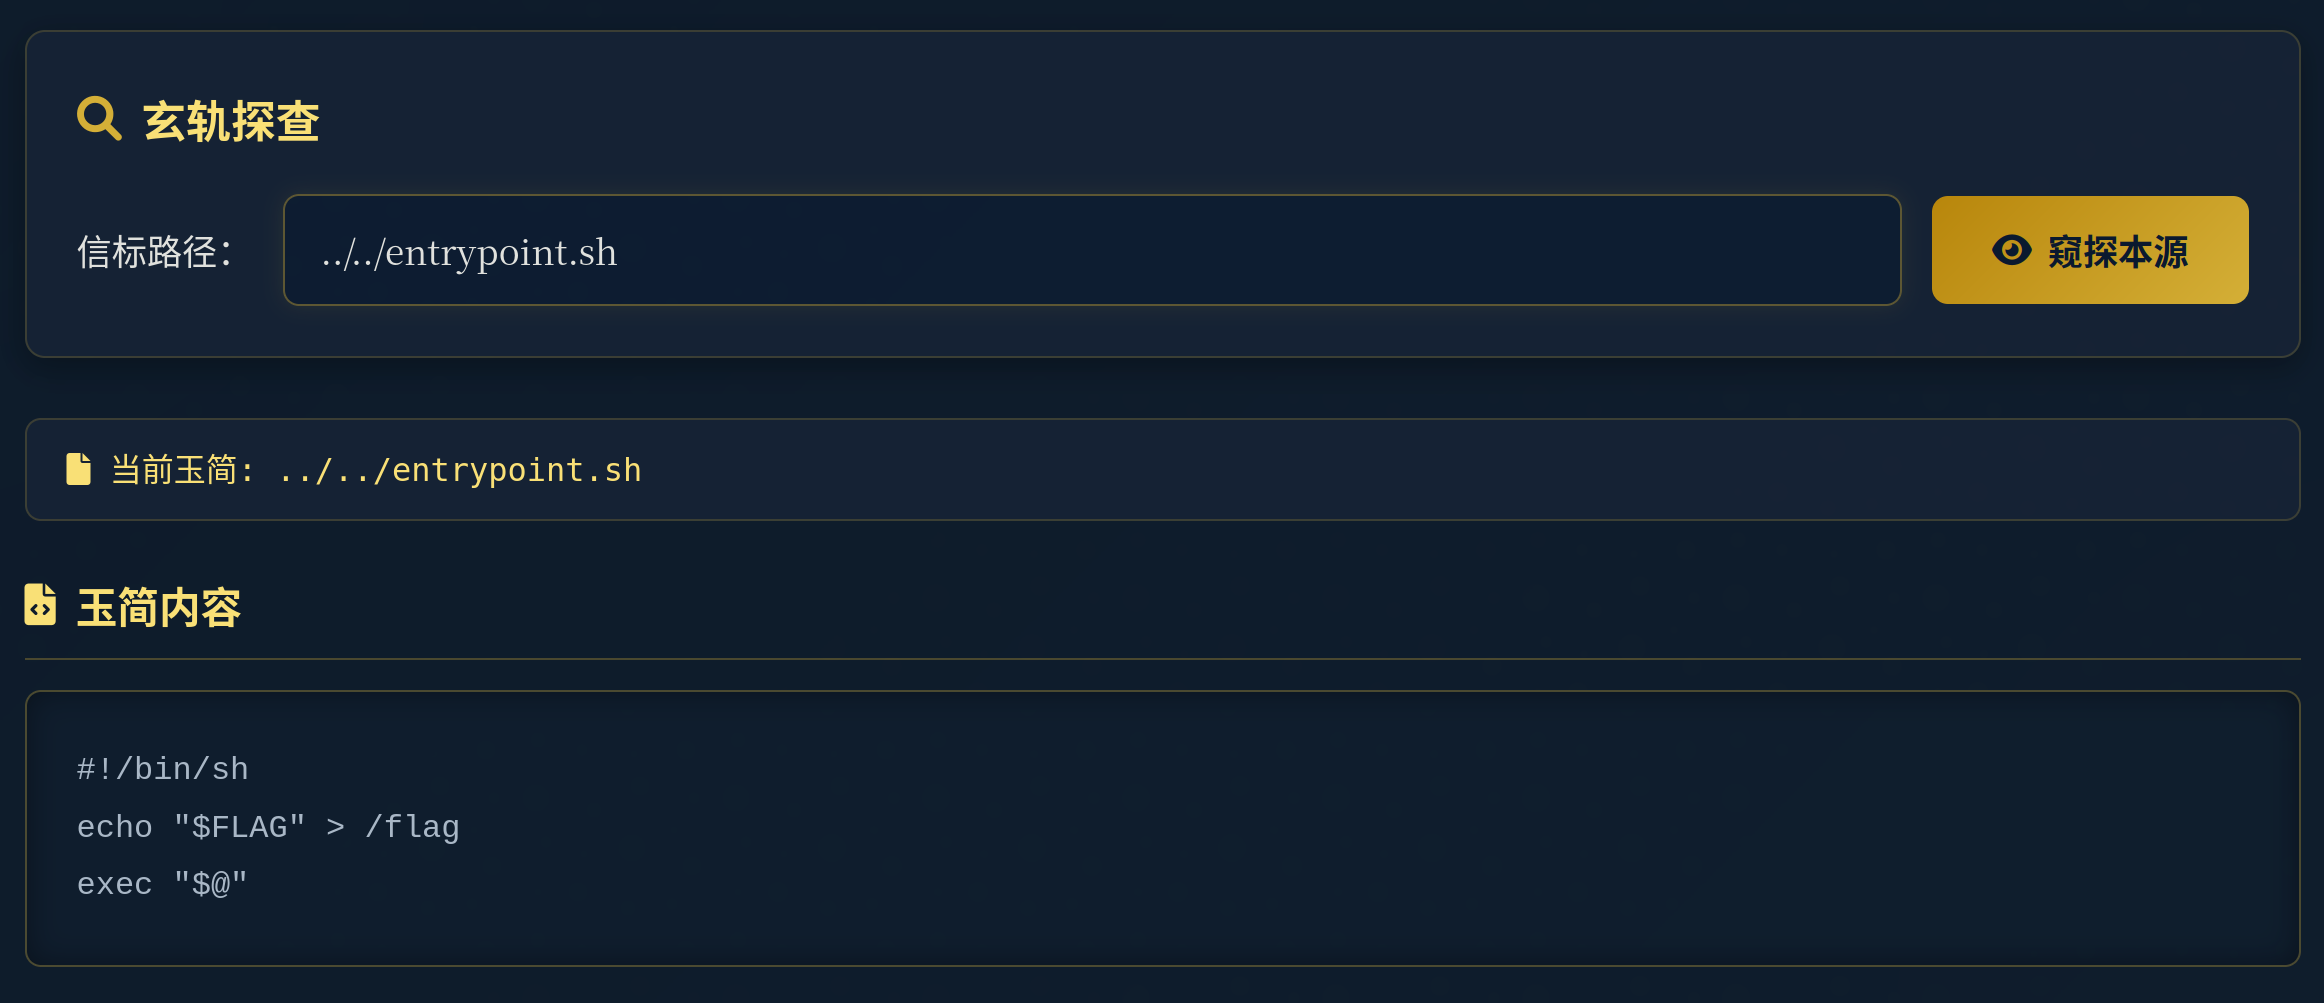 玄轨探查
信标路径：
../../entrypoint.sh
窥探本源
当前玉简: ../../entrypoint.sh
玉简内容
#!/bin/sh
echo "$FLAG" > /flag
exec "$@"